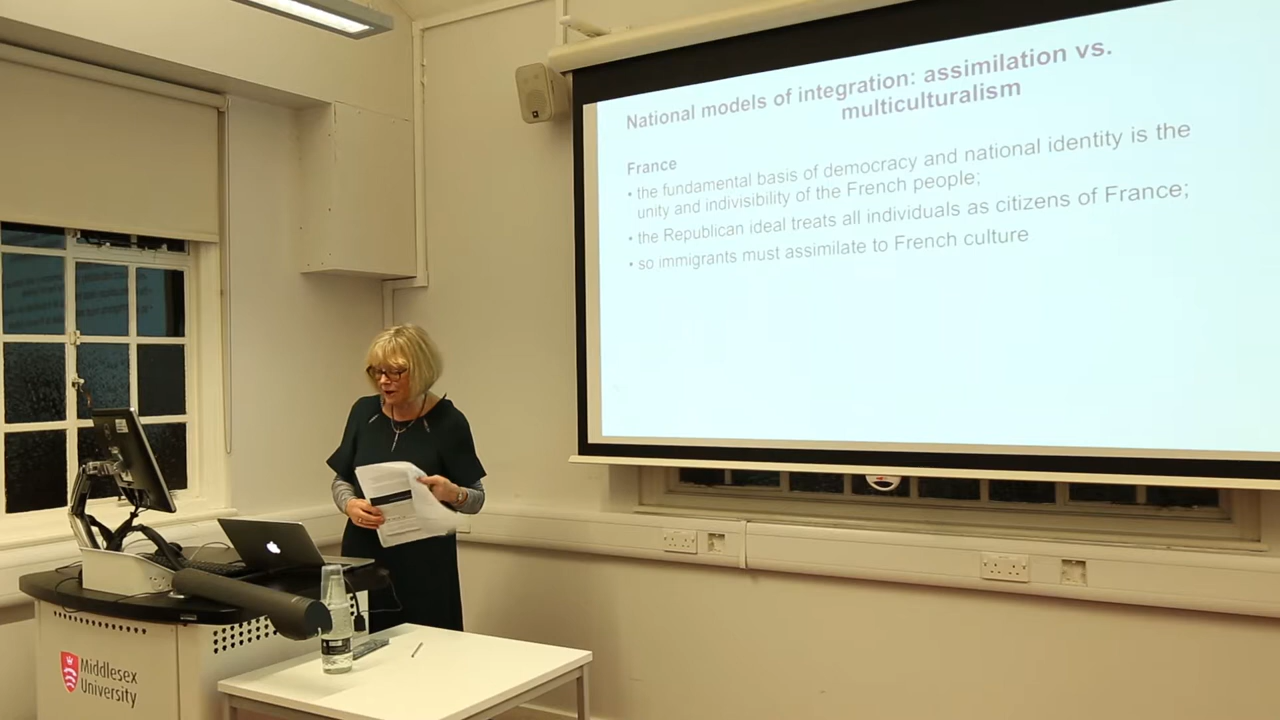 National models of integration: assimilation vs.
multiculturalism
France
• the fundamental basis of democracy and national identity is the
unity and indivisibility of the French people;
• the Republican ideal treats all individuals as citizens of France;
• so immigrants must assimilate to French culture
Middlesex
University